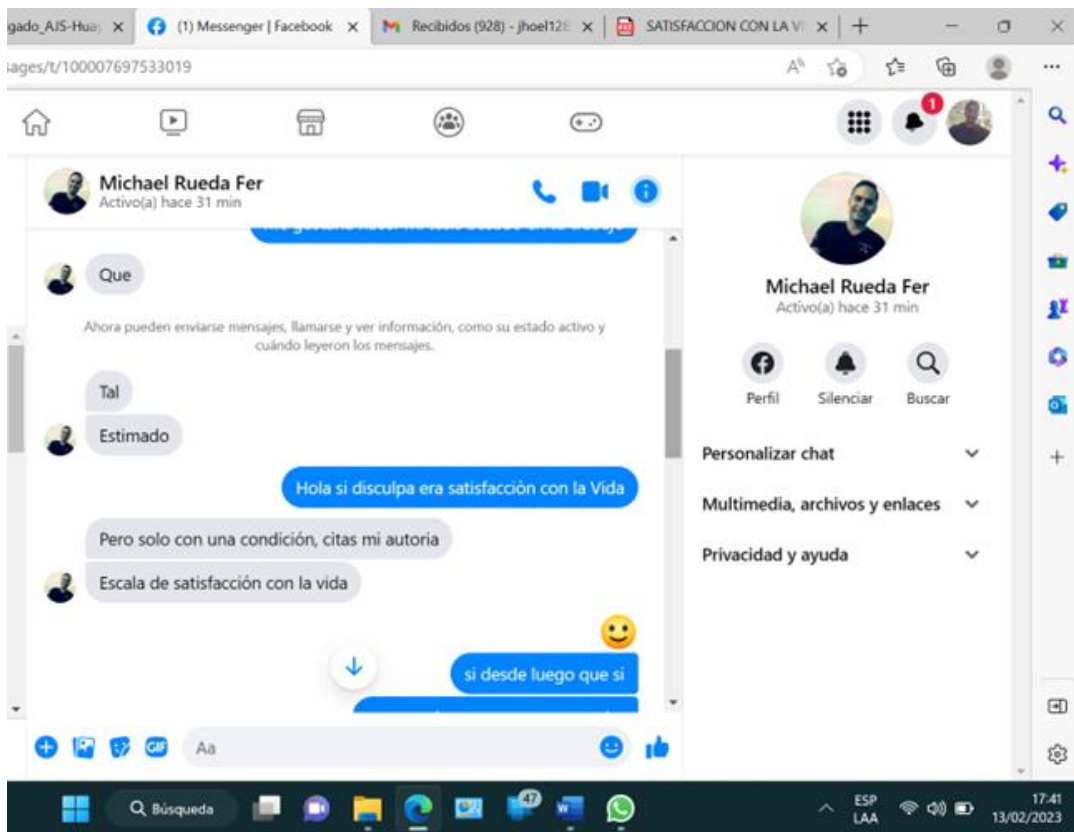 gado_AJS-Hua
(1) Messenger | Facebook
Recibidos (928) - jhoel128
SATISFACCION CON LA VI
sages/t/100007697533019
1
Michael Rueda Fer
Activo(a) hace 31 min
Que
Ahora pueden enviarse mensajes, llamarse y ver información, como su estado activo y
cuándo leyeron los mensajes.
Tal
Estimado
Hola si disculpa era satisfacciòn con la Vida
Pero solo con una condición, citas mi autoria
Escala de satisfacción con la vida
si desde luego que si
GIF
Aa
Michael Rueda Fer
Activo(a) hace 31 min
Perfil
Silenciar
Buscar
Personalizar chat
Multimedia, archivos y enlaces
Privacidad y ayuda
Búsqueda
47
ESP
LAA
17:41
13/02/2023